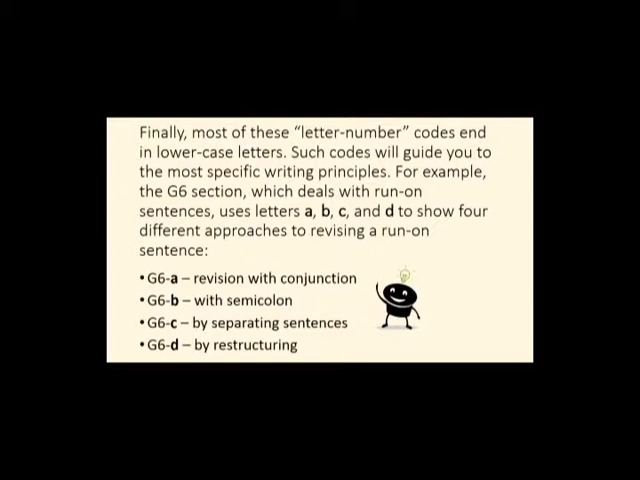 Finally, most of these “letter-number” codes end
in lower-case letters. Such codes will guide you to
the most specific writing principles. For example,
the G6 section, which deals with run-on
sentences, uses letters a, b, c, and d to show four
different approaches to revising a run-on
sentence:
•G6-a – revision with conjunction
•G6-b – with semicolon
•G6-c – by separating sentences
•G6-d – by restructuring